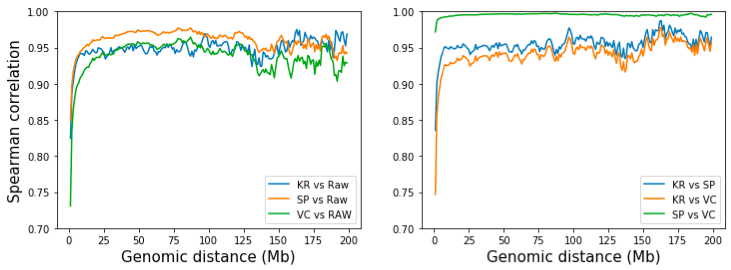 Spearman correlation
1.00
0.95
0.90
0.85
0.80
0.75
0.70
KR vs Raw
SP vs Raw
VC vs RAW
0 25 50 75 100 125 150 175 200
Genomic distance (Mb)
1.00
0.95
0.90
0.85
0.80
0.75
0.70
KR vs SP
KR vs VC
SP vs VC
0 25 50 75 100 125 150 175 200
Genomic distance (Mb)